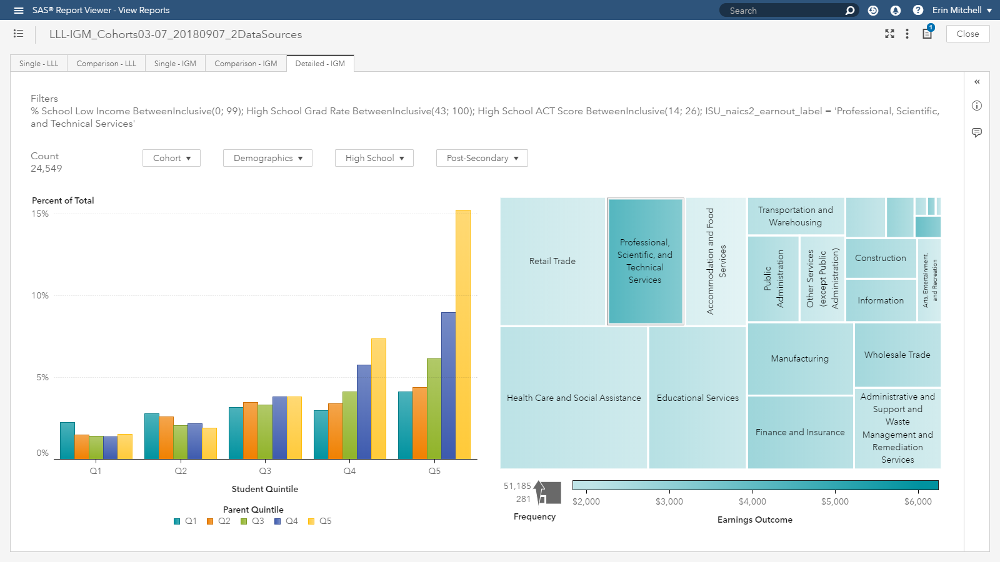 SAS® Report Viewer - View Reports
Search
Erin Mitchell
LLL-IGM_Cohorts03-07_20180907_2DataSources
1
Close
Single - LLL
Comparison - LLL
Single - IGM
Comparison - IGM
Detailed - IGM
Filters
% School Low Income BetweenInclusive(0; 99); High School Grad Rate BetweenInclusive(43; 100); High School ACT Score BetweenInclusive(14; 26); ISU_naics2_earnout_label = 'Professional, Scientific,
and Technical Services'
Count
24,549
Cohort
Demographics
High School
Post-Secondary
Percent of Total
15%
10%
5%
0%
Q1
Q2
Q3
Q4
Q5
Student Quintile
Parent Quintile
Q1
Q2
Q3
Q4
Q5
Retail Trade
Professional,
Scientific, and
Technical
Services
Accommodation and Food
Services
Transportation and
Warehousing
Public
Administration
Other Services
(except Public
Administration)
Construction
Information
Arts, Entertainment,
and Recreation
Health Care and Social Assistance
Educational Services
Manufacturing
Wholesale Trade
Finance and Insurance
Administrative and
Support and
Waste
Management and
Remediation
Services
51,185
281
Frequency
$2,000
$3,000
$4,000
$5,000
$6,000
Earnings Outcome